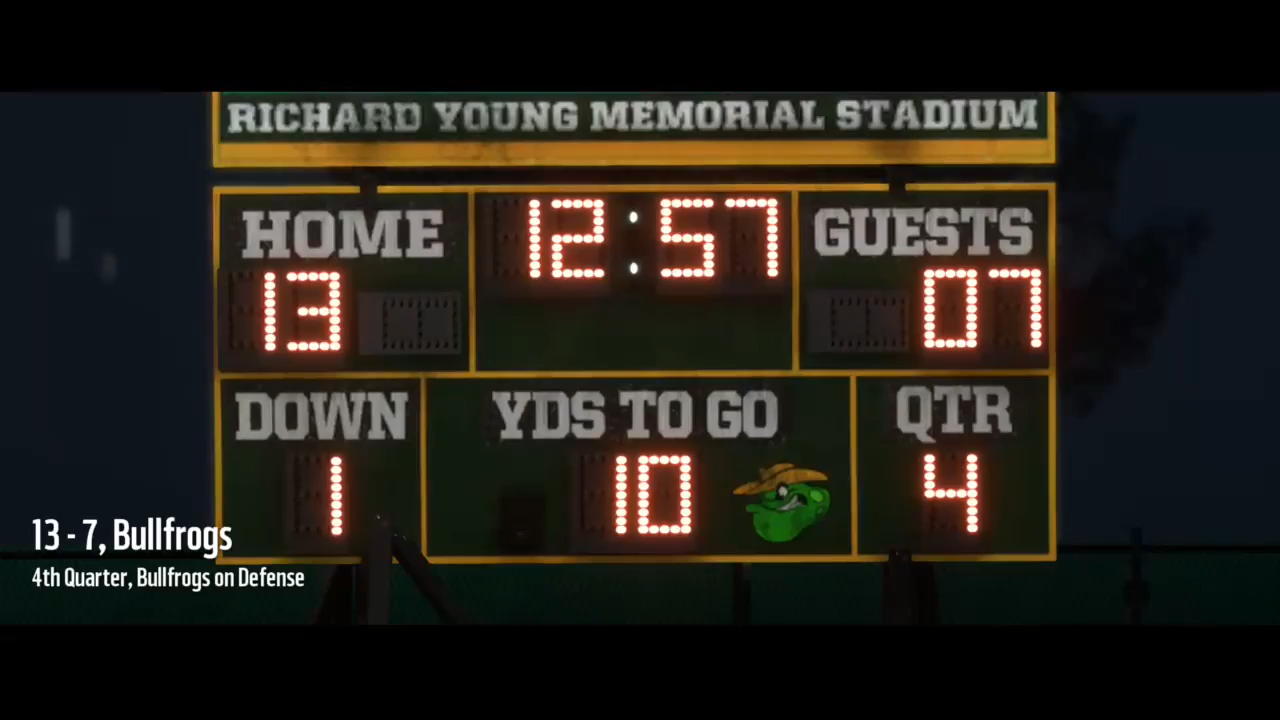 RICHARD YOUNG MEMORIAL STADIUM
HOME
12:57
GUESTS
13
07
DOWN
YDS TO GO
QTR
1
10
4
13 - 7, Bullfrogs
4th Quarter, Bullfrogs on Defense